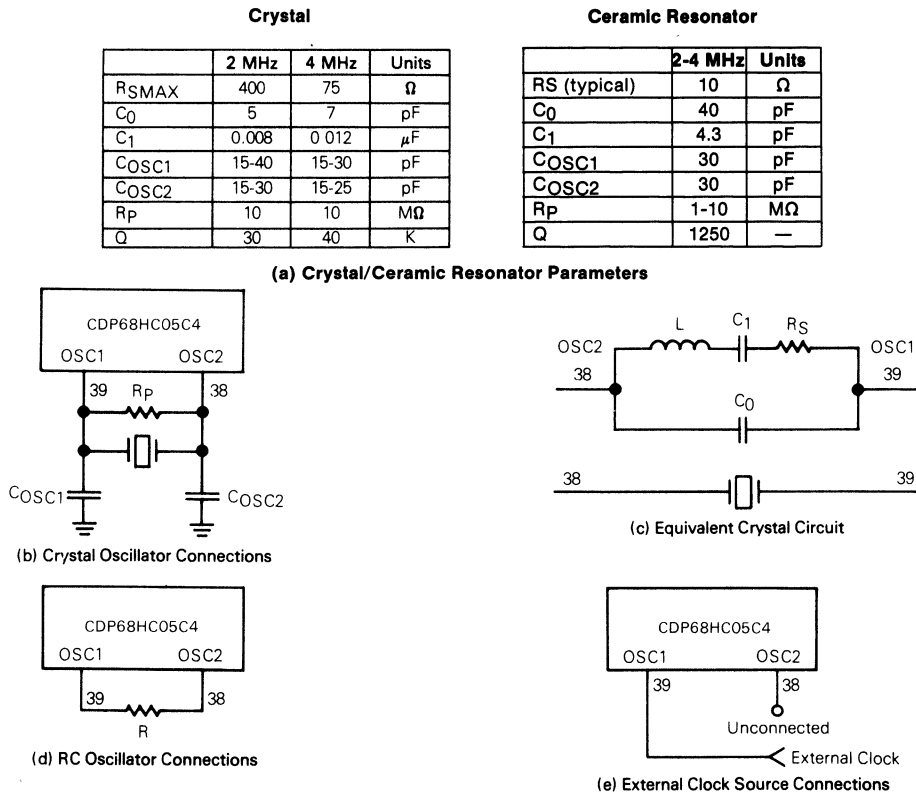 Crystal
2 MHz 4 MHz Units
RSMAX 400 75 Ω
C0 5 7 pF
C1 0.008 0 012 μF
COSC1 15-40 15-30 pF
COSC2 15-30 15-25 pF
RP 10 10 MΩ
Q 30 40 K
Ceramic Resonator
2-4 MHz Units
RS (typical) 10 Ω
C0 40 pF
C1 4.3 pF
COSC1 30 pF
COSC2 30 pF
RP 1-10 MΩ
Q 1250 —
(a) Crystal/Ceramic Resonator Parameters
CDP68HC05C4
OSC1 OSC2
39 38
RP
COSC1 COSC2
(b) Crystal Oscillator Connections
L C1 RS
OSC2 OSC1
38 39
C0
38 39
(c) Equivalent Crystal Circuit
CDP68HC05C4
OSC1 OSC2
39 38
R
(d) RC Oscillator Connections
CDP68HC05C4
OSC1 OSC2
39 38
Unconnected
External Clock
(e) External Clock Source Connections